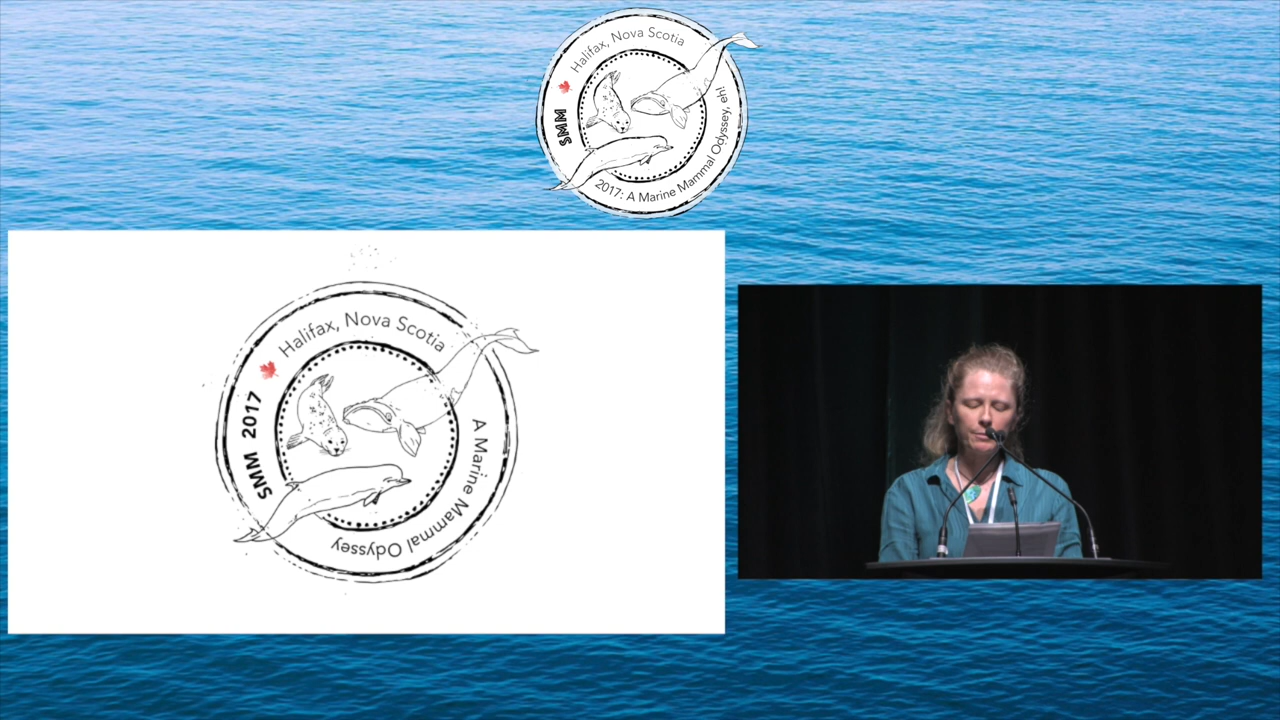 SMM Halifax, Nova Scotia
2017: A Marine Mammal Odyssey, eh!
SMM 2017 Halifax, Nova Scotia
A Marine Mammal Odyssey